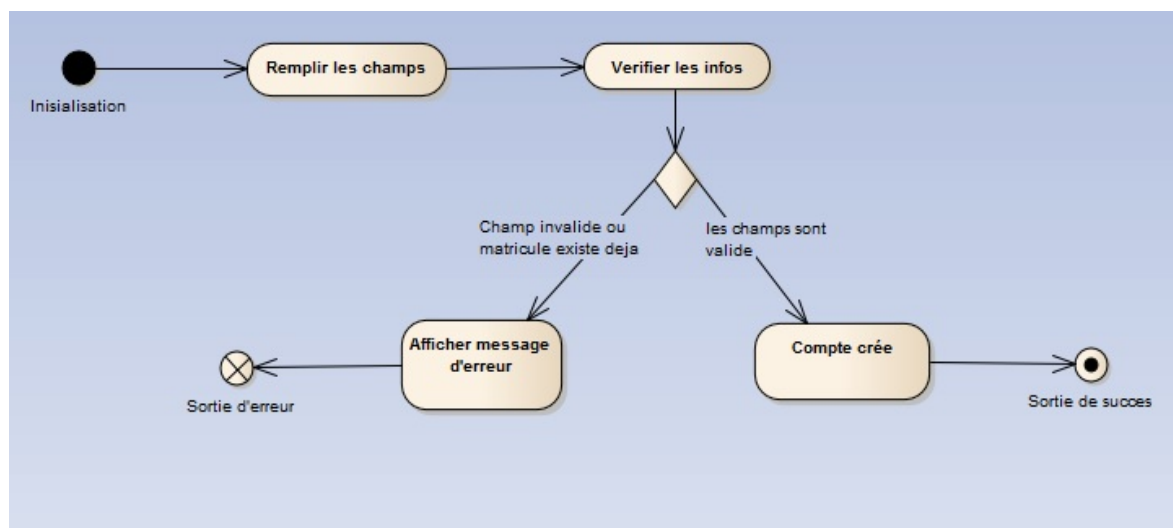 Remplir les champs
Verifier les infos
Inisialisation
Champ invalide ou
matricule existe deja
les champs sont
valide
Afficher message
d'erreur
Compte crée
Sortie d'erreur
Sortie de succes